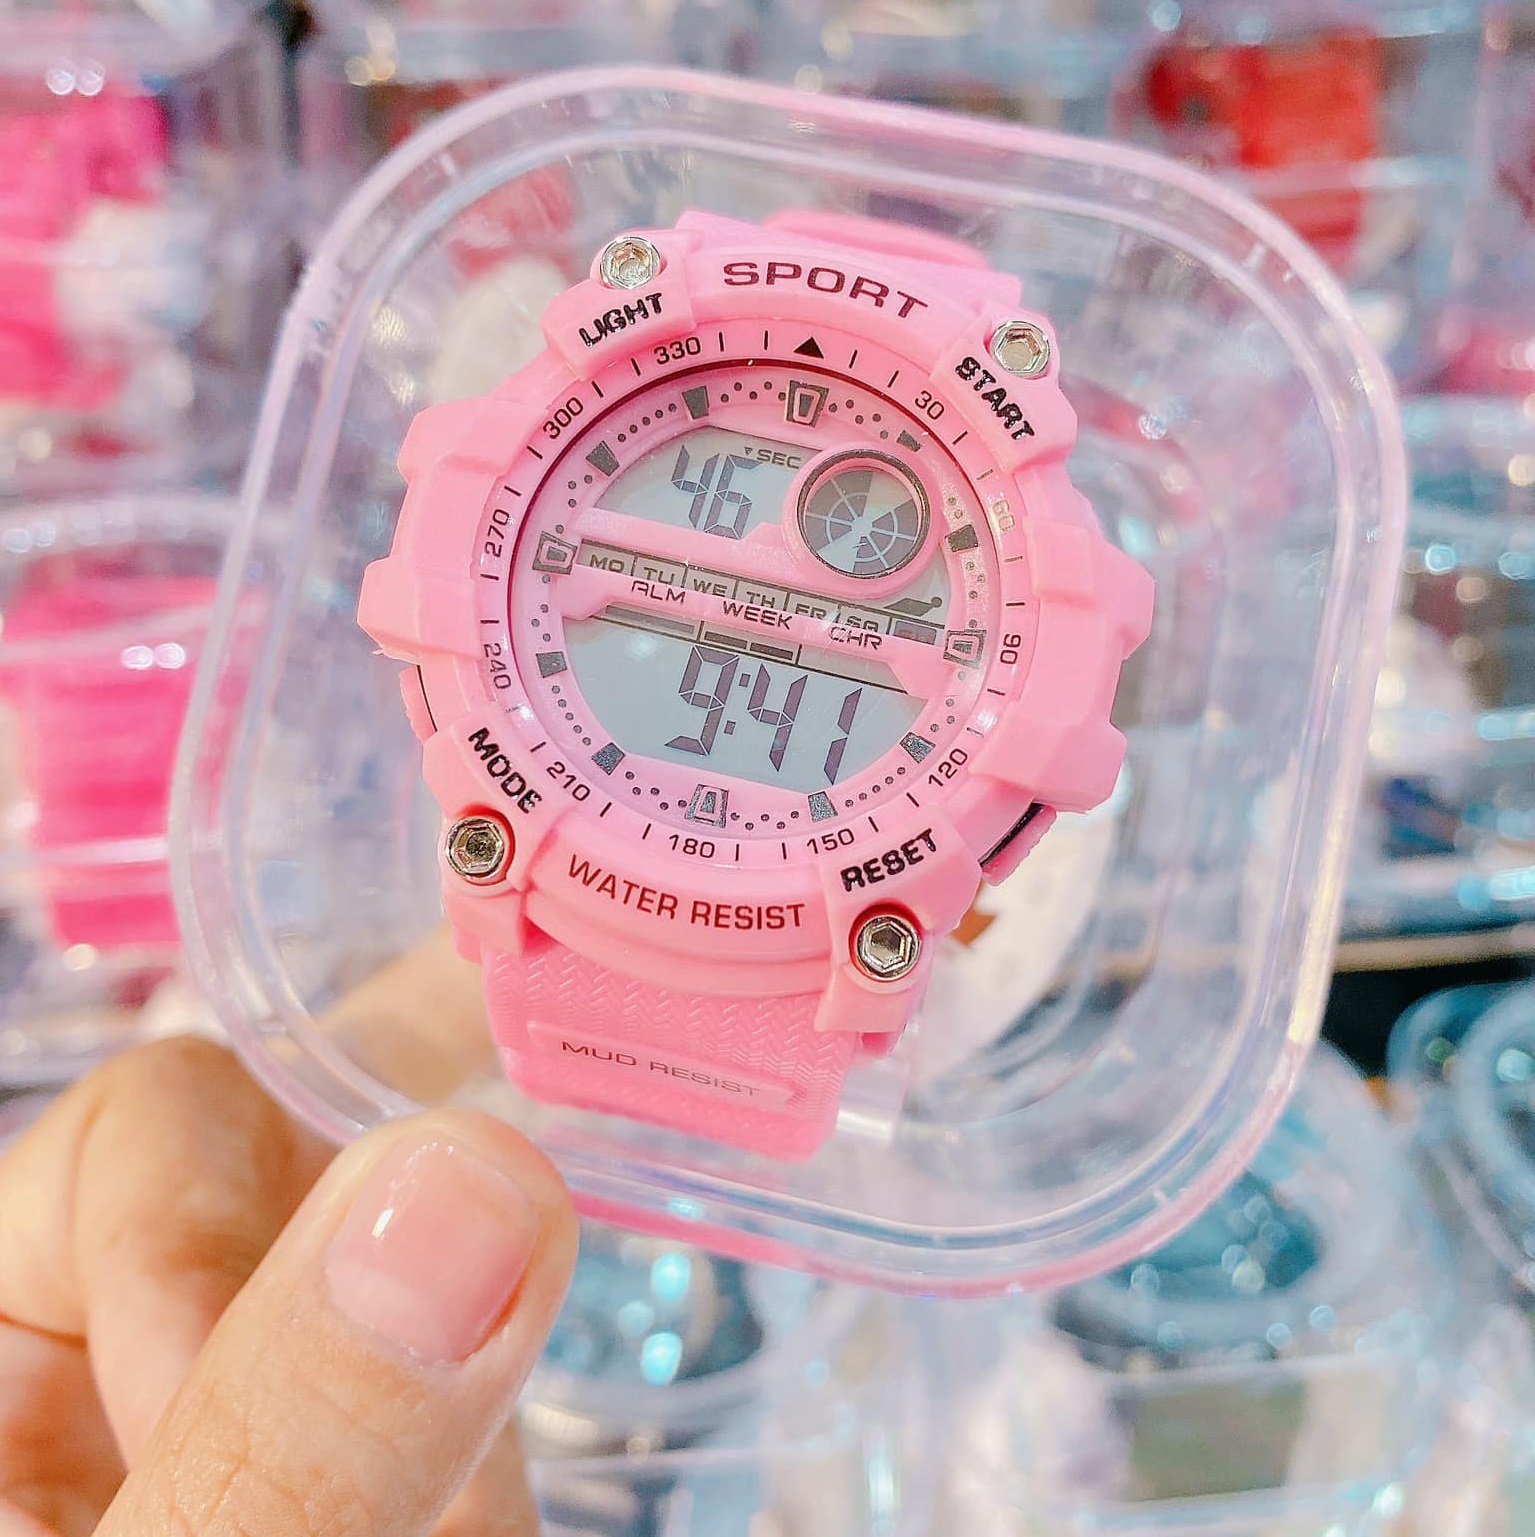 SPORT
LIGHT
START
330
30
300
60
270
90
240
120
210
150
180
SEC
46
MO TU WE TH FR SA
ALM WEEK CHR
9:41
MODE
RESET
WATER RESIST
MUD RESIST